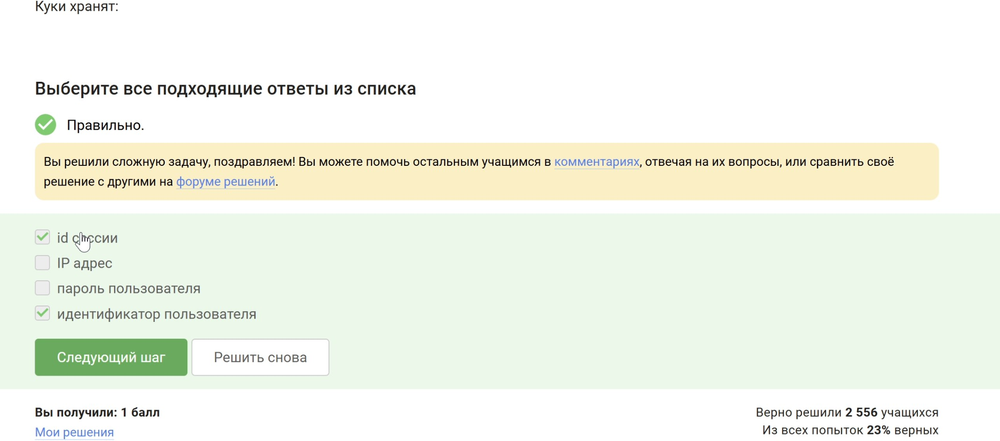 Куки хранят:
Выберите все подходящие ответы из списка
Правильно.
Вы решили сложную задачу, поздравляем! Вы можете помочь остальным учащимся в комментариях, отвечая на их вопросы, или сравнить своё
решение с другими на форуме решений.
id сессии
IP адрес
пароль пользователя
идентификатор пользователя
Следующий шаг
Решить снова
Вы получили: 1 балл
Мои решения
Верно решили 2 556 учащихся
Из всех попыток 23% верных